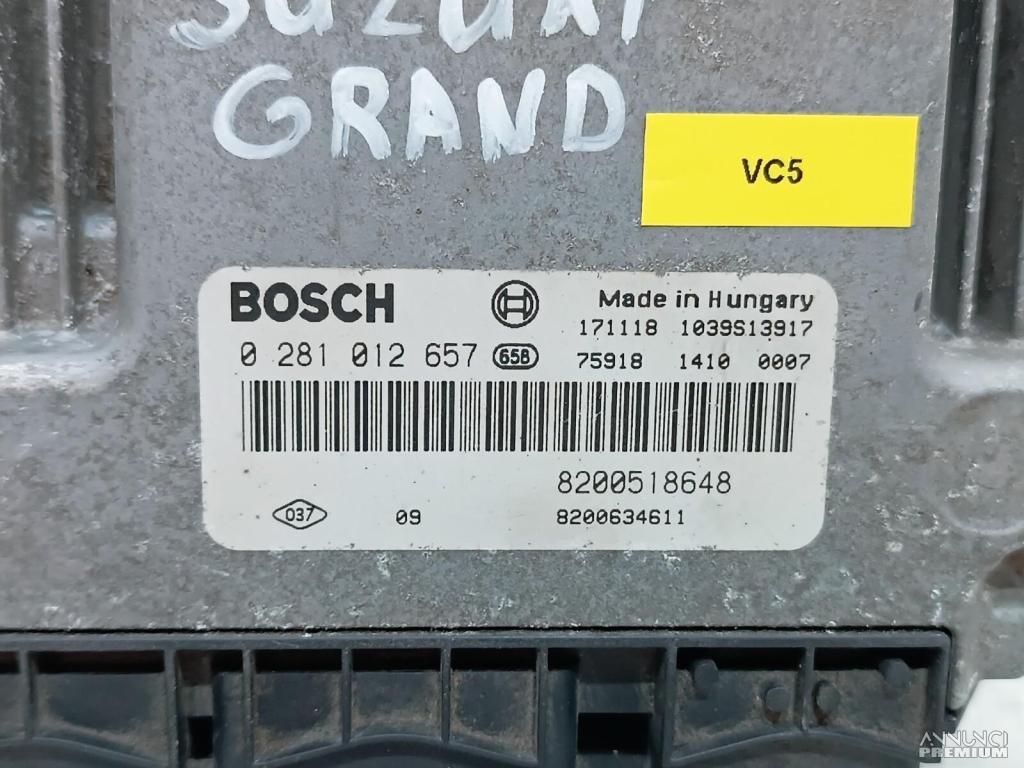 SUZUKI
GRAND
VC5
BOSCH
Made in Hungary
171118 1039S13917
0 281 012 657 658
75918 1410 0007
8200518648
037 09 8200634611
ANNUNCI
PREMIUM